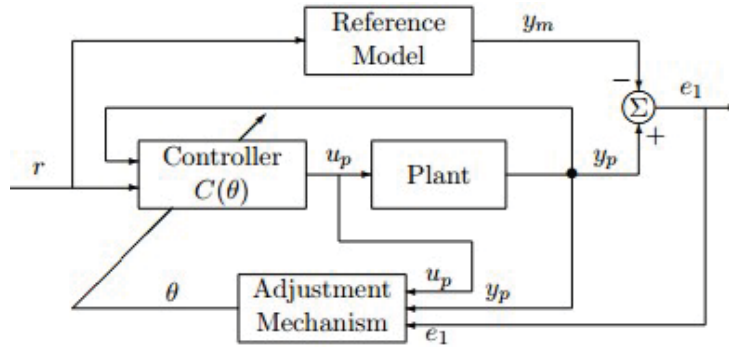 Reference
Model
y_m
−
e_1
Σ
+
r
Controller
C(θ)
u_p
Plant
y_p
u_p
θ
Adjustment
Mechanism
y_p
e_1